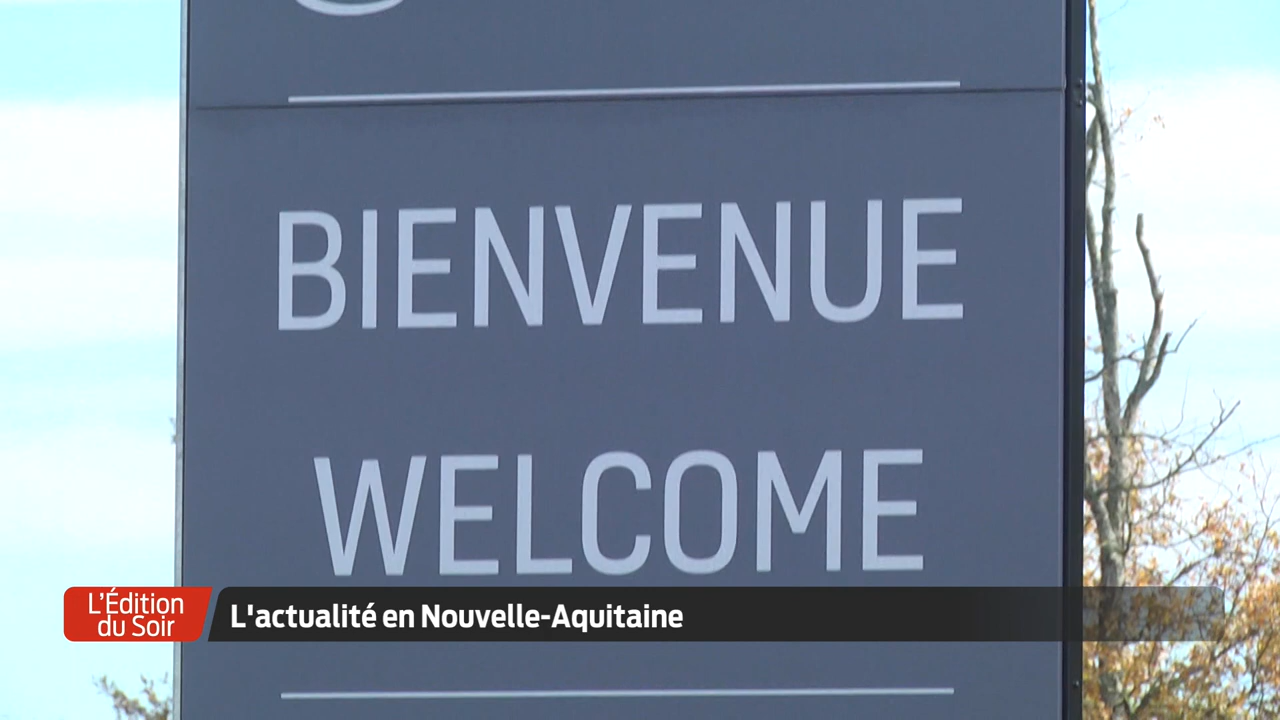 BIENVENUE
WELCOME
L'Édition
du Soir
L'actualité en Nouvelle-Aquitaine